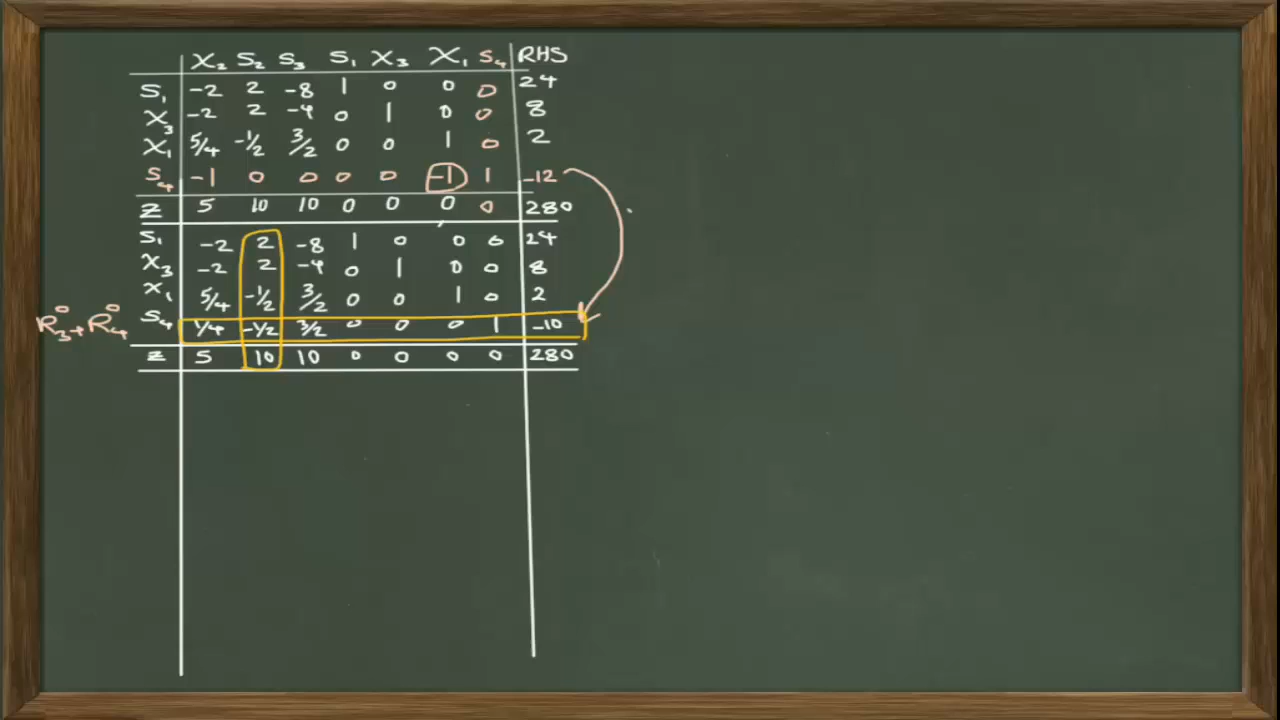 X₂ S₂ S₃ S₁ X₃ X₁ S₄ RHS
S₁ -2 2 -8 1 0 0 0 24
X₃ -2 2 -4 0 1 0 0 8
X₁ 5/4 -1/2 3/2 0 0 1 0 2
S₄ -1 0 0 0 0 -1 1 -12
Z 5 10 10 0 0 0 0 280
S₁ -2 2 -8 1 0 0 0 24
X₃ -2 2 -4 0 1 0 0 8
X₁ 5/4 -1/2 3/2 0 0 1 0 2
R₃⁰+R₄⁰ S₄ 1/4 -1/2 3/2 0 0 0 1 -10
Z 5 10 10 0 0 0 0 280